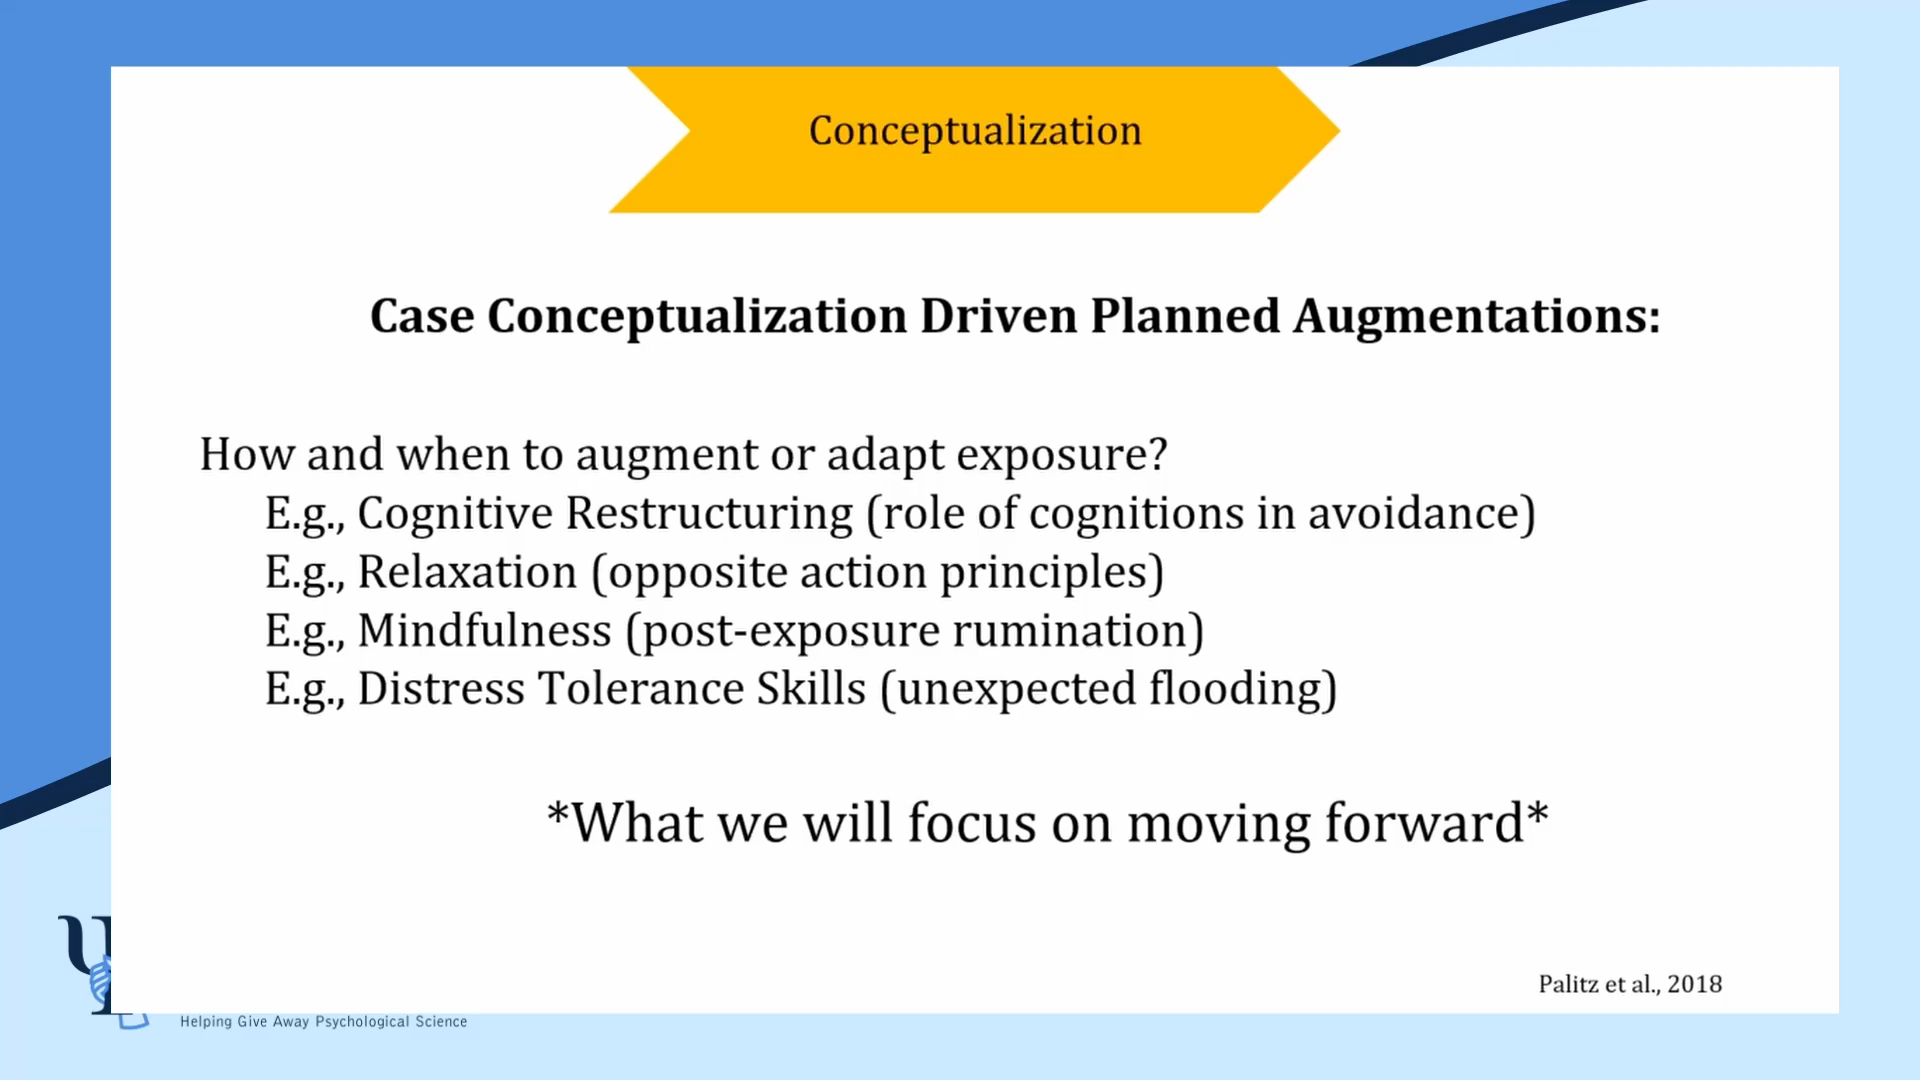 Conceptualization
Case Conceptualization Driven Planned Augmentations:
How and when to augment or adapt exposure?
E.g., Cognitive Restructuring (role of cognitions in avoidance)
E.g., Relaxation (opposite action principles)
E.g., Mindfulness (post-exposure rumination)
E.g., Distress Tolerance Skills (unexpected flooding)
*What we will focus on moving forward*
Palitz et al., 2018
Helping Give Away Psychological Science